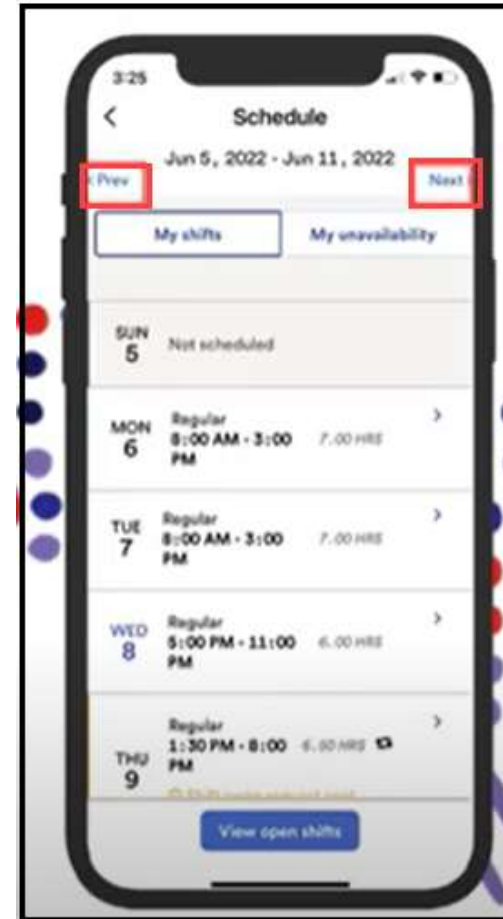 3:25
Schedule
Jun 5, 2022 - Jun 11, 2022
< Prev
Next
My shifts
My unavailability
SUN
5
Not scheduled
MON
6
Regular
8:00 AM - 3:00
PM
7.00 HRS
TUE
7
Regular
8:00 AM - 3:00
PM
7.00 HRS
WED
8
Regular
5:00 PM - 11:00
PM
6.00 HRS
THU
9
Regular
1:30 PM - 8:00
PM
6.50 HRS
View open shifts